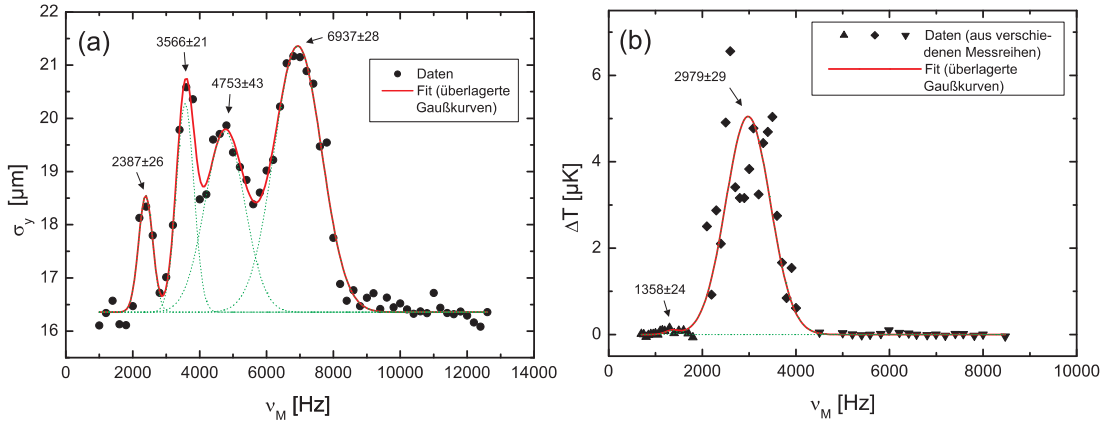 (a)
22
21
20
19
18
17
16
σy [µm]
0
2000
4000
6000
8000
10000
12000
14000
νM [Hz]
2387±26
3566±21
4753±43
6937±28
Daten
Fit (überlagerte
Gaußkurven)
(b)
6
4
2
0
ΔT [µK]
0
2000
4000
6000
8000
10000
νM [Hz]
1358±24
2979±29
Daten (aus verschie-
denen Messreihen)
Fit (überlagerte
Gaußkurven)